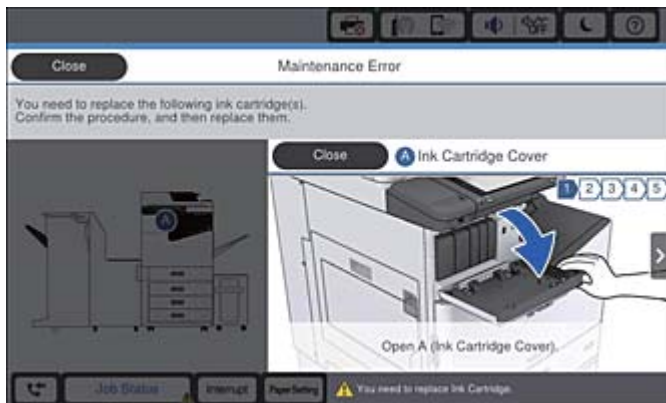 Close
Maintenance Error
You need to replace the following ink cartridge(s).
Confirm the procedure, and then replace them.
Close
A Ink Cartridge Cover
1 2 3 4 5
A
Open A (Ink Cartridge Cover).
Job Status
Interrupt
Paper Setting
You need to replace Ink Cartridge.